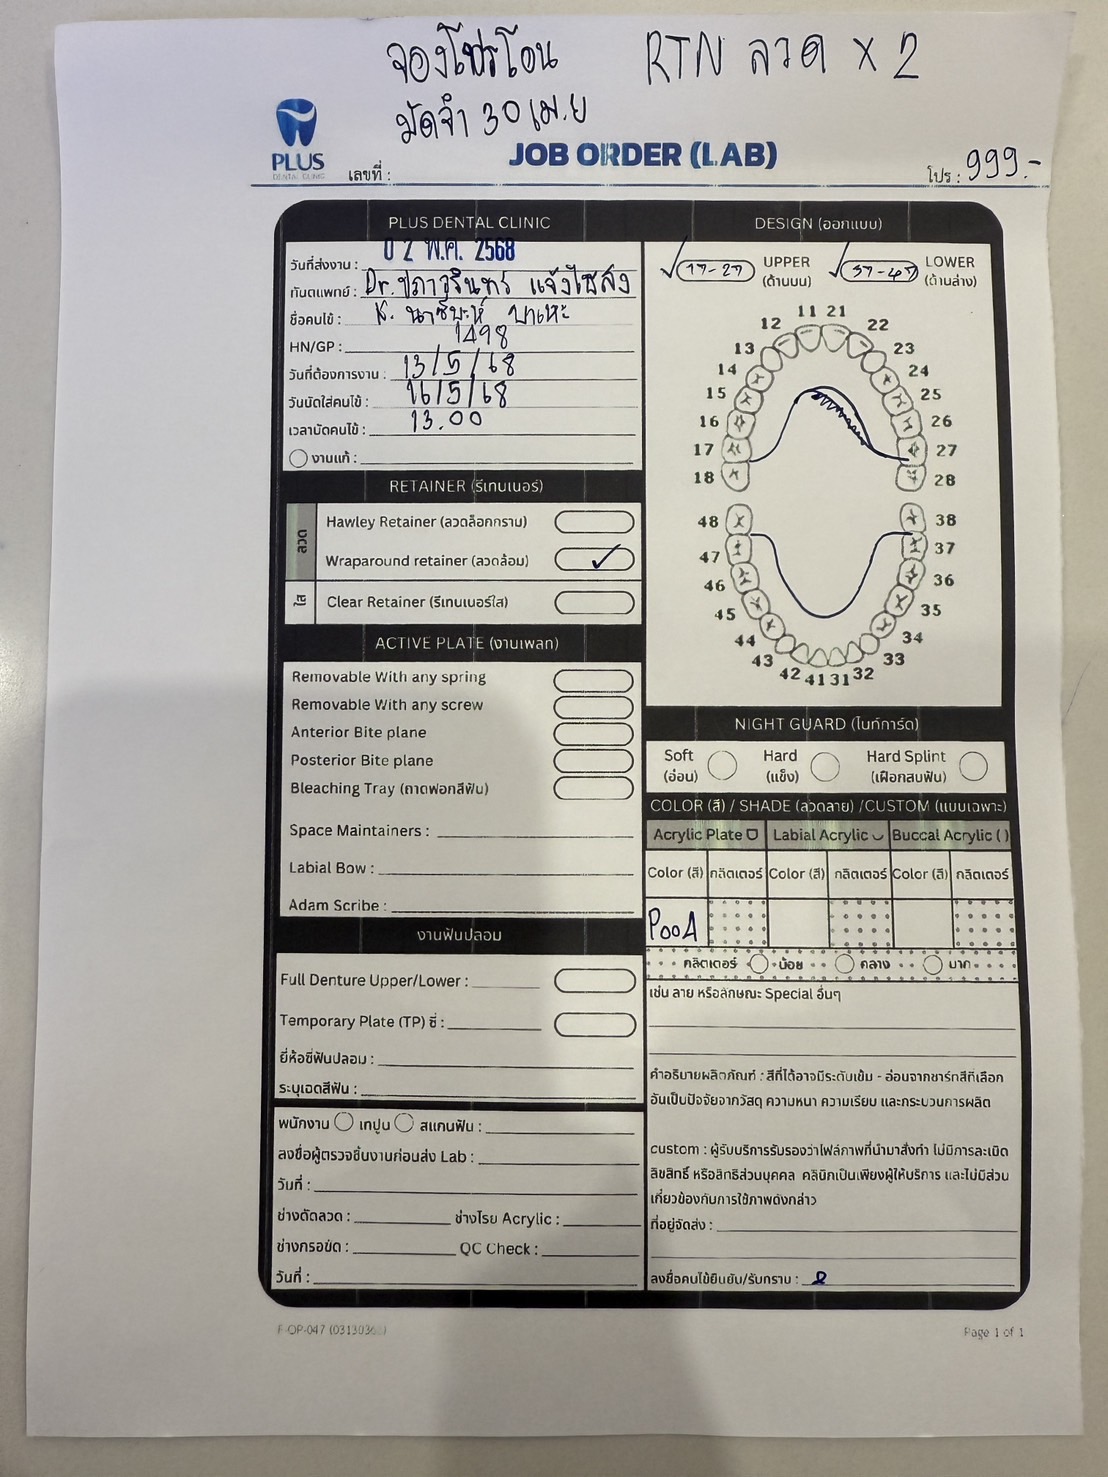 จองโปรโอน RTN ลวด x 2
มัดจำ 30 เม.ย
PLUS
DENTAL CLINIC
JOB ORDER (LAB)
เลขที่ :
โปร : 999.-
PLUS DENTAL CLINIC
วันที่ส่งงาน : 02 พ.ค. 2568
ทันตแพทย์ : Dr.
ชื่อคนไข้ : K.
HN/GP : 1498
วันที่ต้องการงาน : 13/5/68
วันนัดใส่คนไข้ : 16/5/68
เวลานัดคนไข้ : 13.00
งานแก้ :
DESIGN (ออกแบบ)
17-27 UPPER (ด้านบน) 37-47 LOWER (ด้านล่าง)
11 21
12 22
13 23
14 24
15 25
16 26
17 27
18 28
48 38
47 37
46 36
45 35
44 34
43 33
42 41 31 32
RETAINER (รีเทนเนอร์)
ลวด
Hawley Retainer (ลวดล็อกกราม)
Wraparound retainer (ลวดล้อม) ✓
ใส
Clear Retainer (รีเทนเนอร์ใส)
ACTIVE PLATE (งานเพลท)
Removable With any spring
Removable With any screw
Anterior Bite plane
Posterior Bite plane
Bleaching Tray (ถาดฟอกสีฟัน)
Space Maintainers :
Labial Bow :
Adam Scribe :
งานฟันปลอม
Full Denture Upper/Lower :
Temporary Plate (TP) ซี่ :
ยี่ห้อซี่ฟันปลอม :
ระบุเฉดสีฟัน :
พนักงาน เทปูน สแกนฟัน :
ลงชื่อผู้ตรวจชิ้นงานก่อนส่ง Lab :
วันที่ :
ช่างดัดลวด : ช่างโรย Acrylic :
ช่างกรอขัด : QC Check :
วันที่ :
NIGHT GUARD (ไนท์การ์ด)
Soft (อ่อน) Hard (แข็ง) Hard Splint (เฝือกสบฟัน)
COLOR (สี) / SHADE (ลวดลาย) /CUSTOM (แบบเฉพาะ)
Acrylic Plate Labial Acrylic Buccal Acrylic ( )
Color (สี) กลิตเตอร์ Color (สี) กลิตเตอร์ Color (สี) กลิตเตอร์
P004
กลิตเตอร์ น้อย กลาง มาก
เช่น ลาย หรือลักษณะ Special อื่นๆ
คำอธิบายผลิตภัณฑ์ : สีที่ได้อาจมีระดับเข้ม - อ่อนจากชาร์ทสีที่เลือก
อันเป็นปัจจัยจากวัสดุ ความหนา ความเรียบ และกระบวนการผลิต
custom : ผู้รับบริการรับรองว่าไฟล์ภาพที่นำมาสั่งทำ ไม่มีการละเมิด
ลิขสิทธิ์ หรือสิทธิส่วนบุคคล คลินิกเป็นเพียงผู้ให้บริการ และไม่มีส่วน
เกี่ยวข้องกับการใช้ภาพดังกล่าว
ที่อยู่จัดส่ง :
ลงชื่อคนไข้ยืนยัน/รับทราบ :
Page 1 of 1